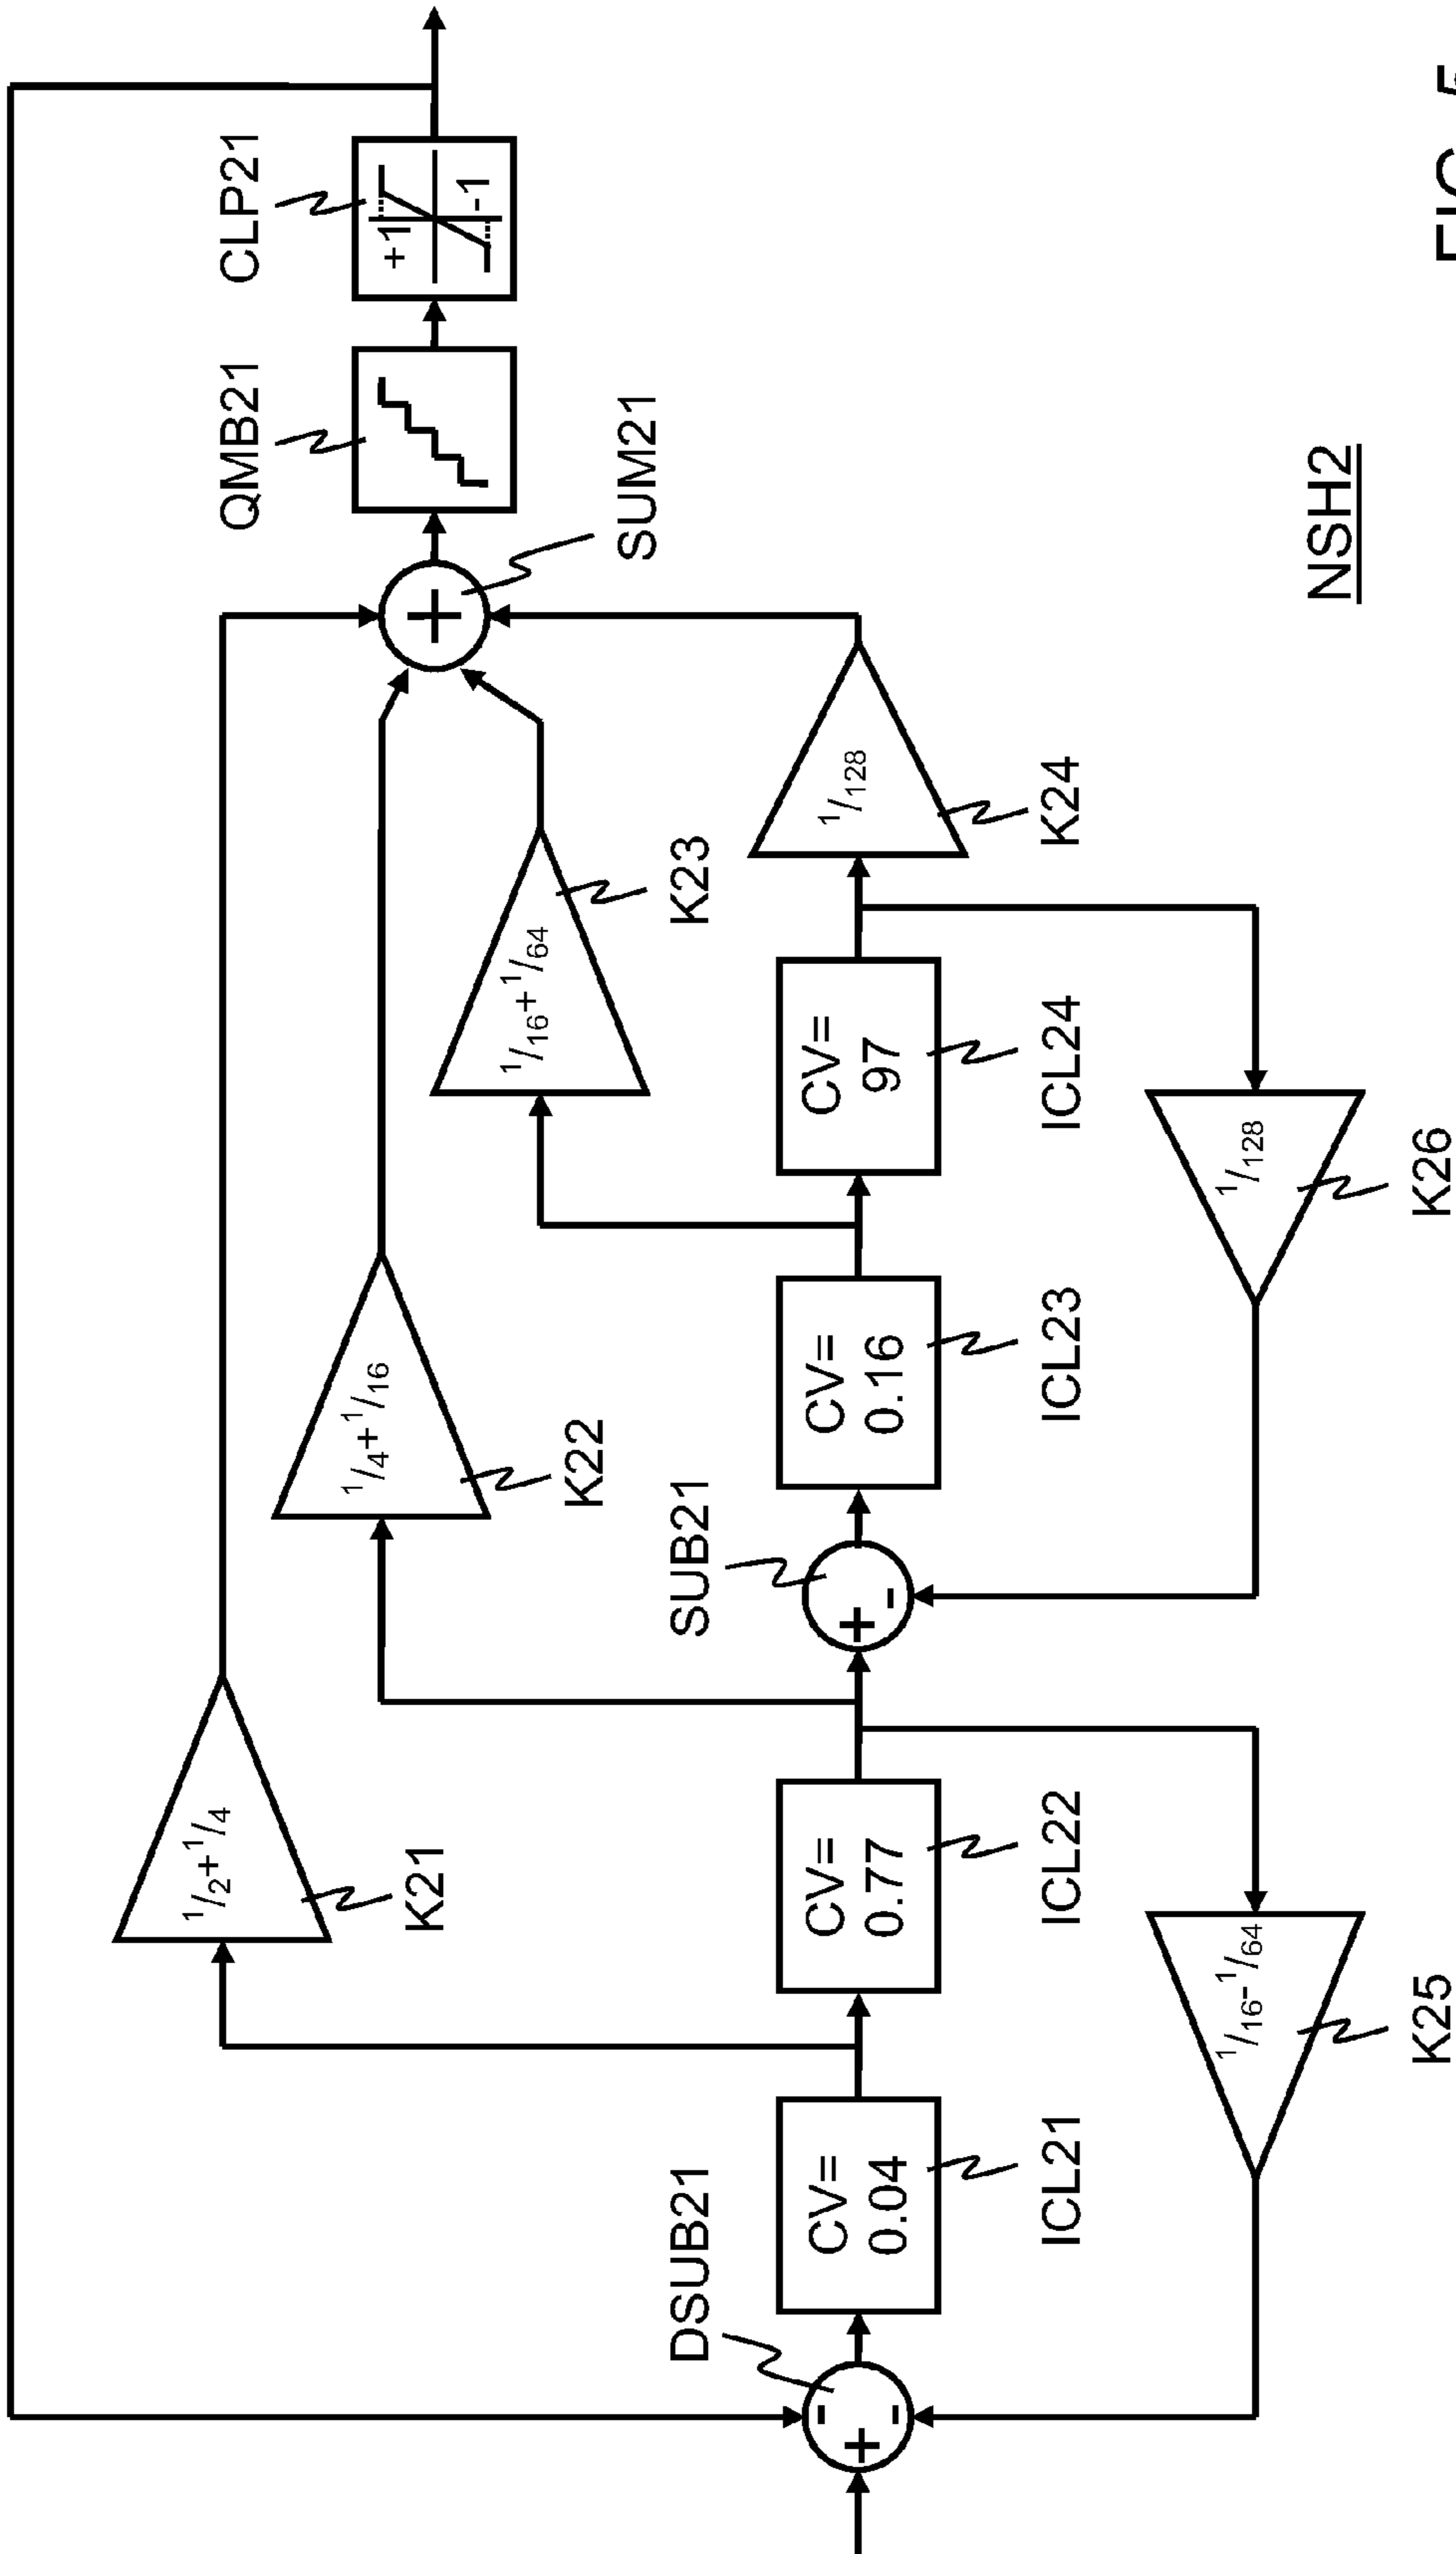 CLP21
+1
-1
QMB21
SUM21
1/2+1/4
K21
1/4+1/16
K22
1/16+1/64
K23
1/128
K24
DSUB21
-
+
-
CV=
0.04
ICL21
CV=
0.77
ICL22
SUB21
+
-
CV=
0.16
ICL23
CV=
97
ICL24
+
1/16-1/64
K25
1/128
K26
NSH2